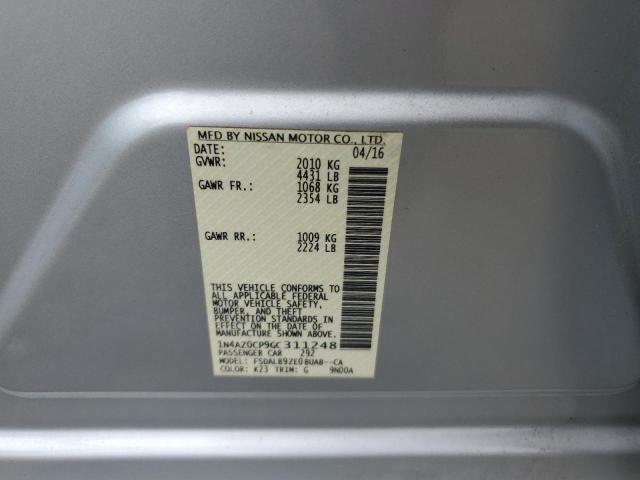 MFD BY NISSAN MOTOR CO., LTD.
DATE: 04/16
GVWR: 2010 KG
4431 LB
GAWR FR.: 1068 KG
2354 LB
GAWR RR.: 1009 KG
2224 LB
THIS VEHICLE CONFORMS TO
ALL APPLICABLE FEDERAL
MOTOR VEHICLE SAFETY,
BUMPER, AND THEFT
PREVENTION STANDARDS IN
EFFECT ON THE DATE OF
MANUFACTURE SHOWN ABOVE.
1N4AZ0CP9GC311248
PASSENGER CAR 292
MODEL: FSDALB9ZE0BUAB--CA
COLOR: K23 TRIM: G 9N00A